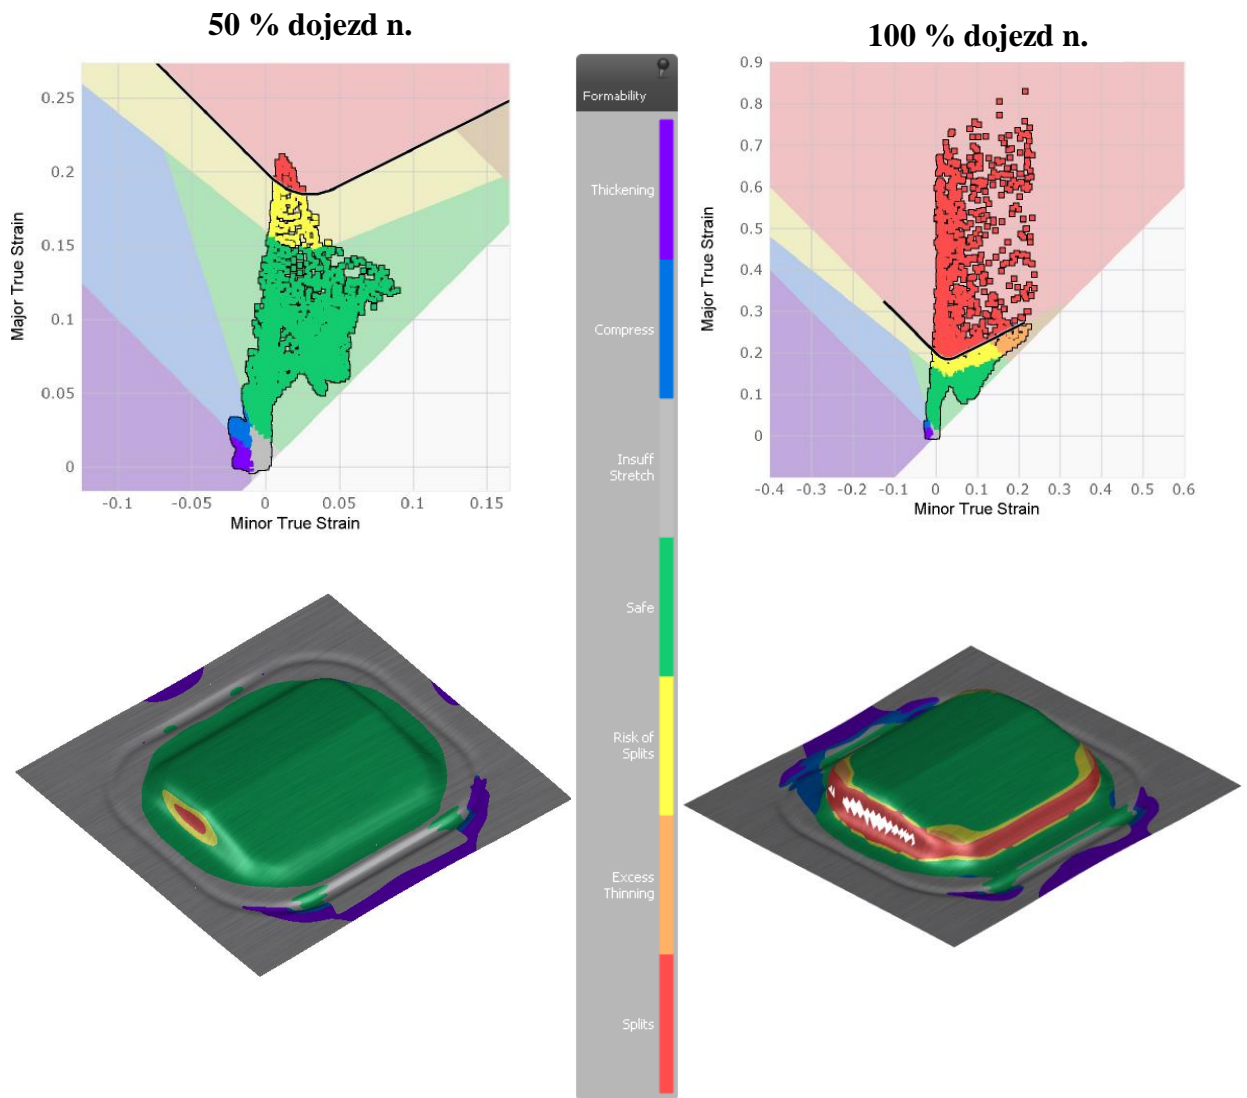 50 % dojezd n.
100 % dojezd n.
Major True Strain
0.25
0.2
0.15
0.1
0.05
0
-0.1
-0.05
0
0.05
0.1
0.15
Minor True Strain
Formability
Thickening
Compress
Insuff
Stretch
Safe
Risk of
Splits
Excess
Thinning
Splits
Major True Strain
0.9
0.8
0.7
0.6
0.5
0.4
0.3
0.2
0.1
0
-0.4
-0.3
-0.2
-0.1
0
0.1
0.2
0.3
0.4
0.5
0.6
Minor True Strain